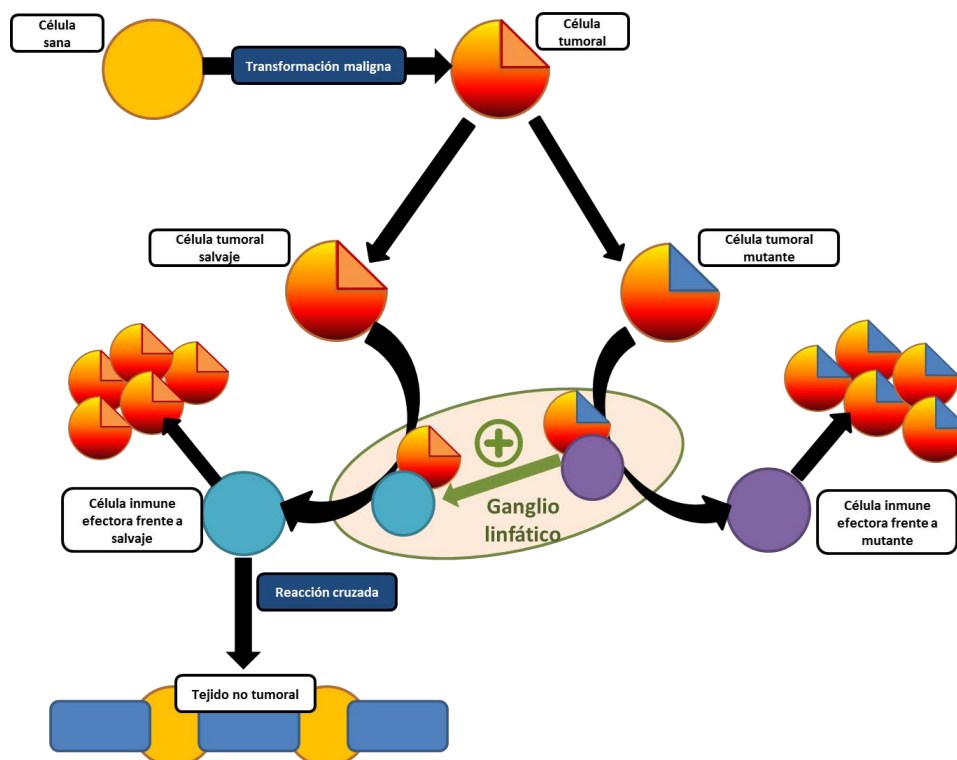 Célula
sana
Transformación maligna
Célula
tumoral
Célula tumoral
salvaje
Célula tumoral
mutante
Ganglio
linfático
Célula inmune
efectora frente a
salvaje
Célula inmune
efectora frente a
mutante
Reacción cruzada
Tejido no tumoral